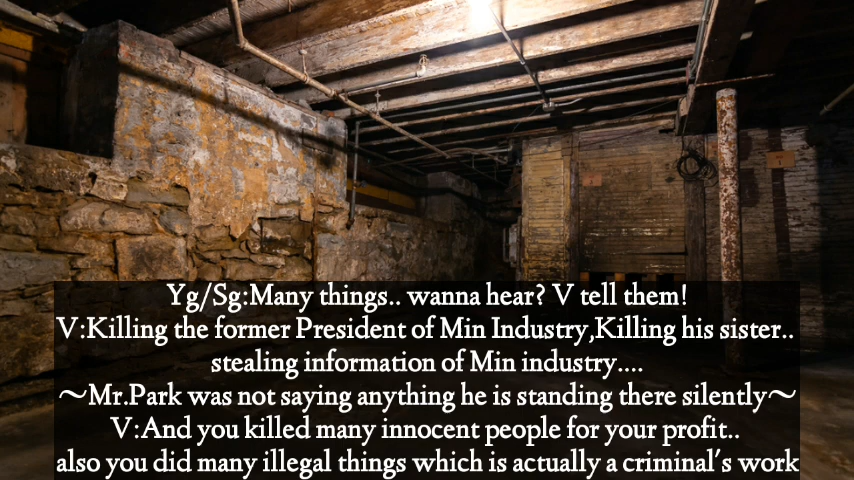 Yg/Sg:Many things.. wanna hear? V tell them!
V:Killing the former President of Min Industry,Killing his sister..
stealing information of Min industry....
~Mr.Park was not saying anything he is standing there silently~
V:And you killed many innocent people for your profit..
also you did many illegal things which is actually a criminal's work